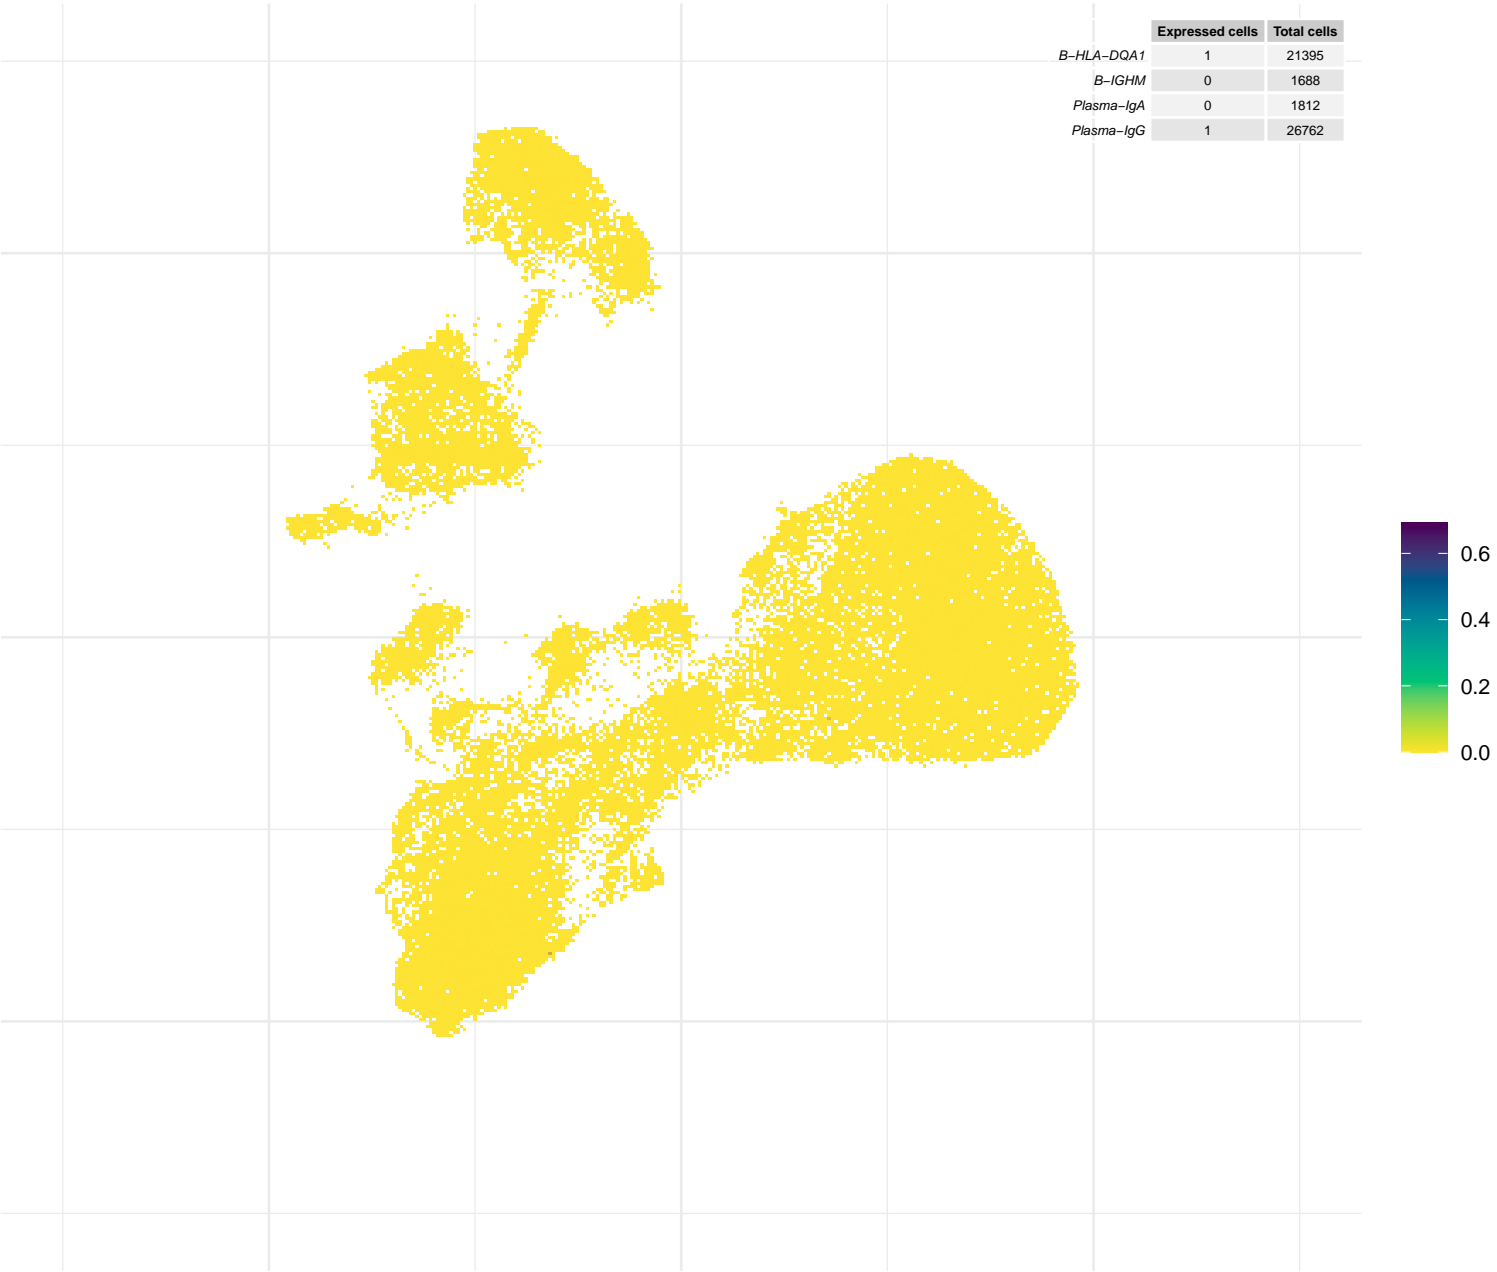 Expressed cells Total cells
B−HLA−DQA1 1 21395
B−IGHM 0 1688
Plasma−IgA 0 1812
Plasma−IgG 1 26762
0.6
0.4
0.2
0.0